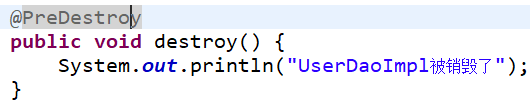 @PreDestroy
public void destroy() {
System.out.println("UserDaoImpl被销毁了");
}